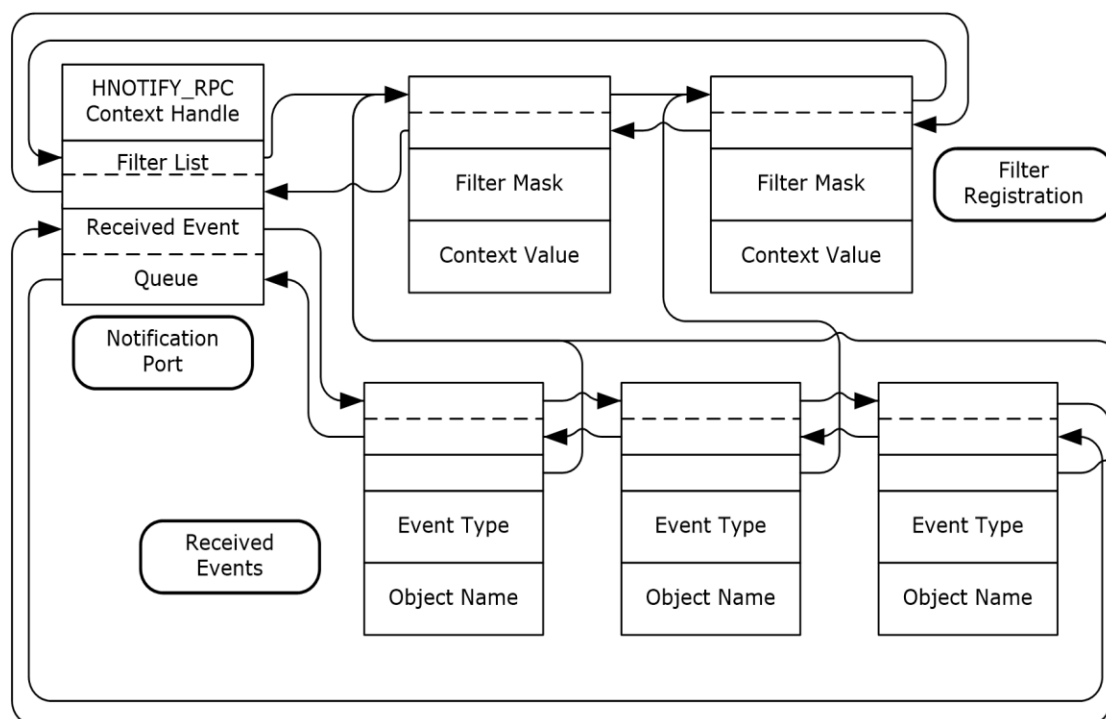 HNOTIFY_RPC
Context Handle
Filter List
Received Event
Queue
Notification
Port
Filter Mask
Context Value
Filter Mask
Context Value
Filter
Registration
Received
Events
Event Type
Object Name
Event Type
Object Name
Event Type
Object Name